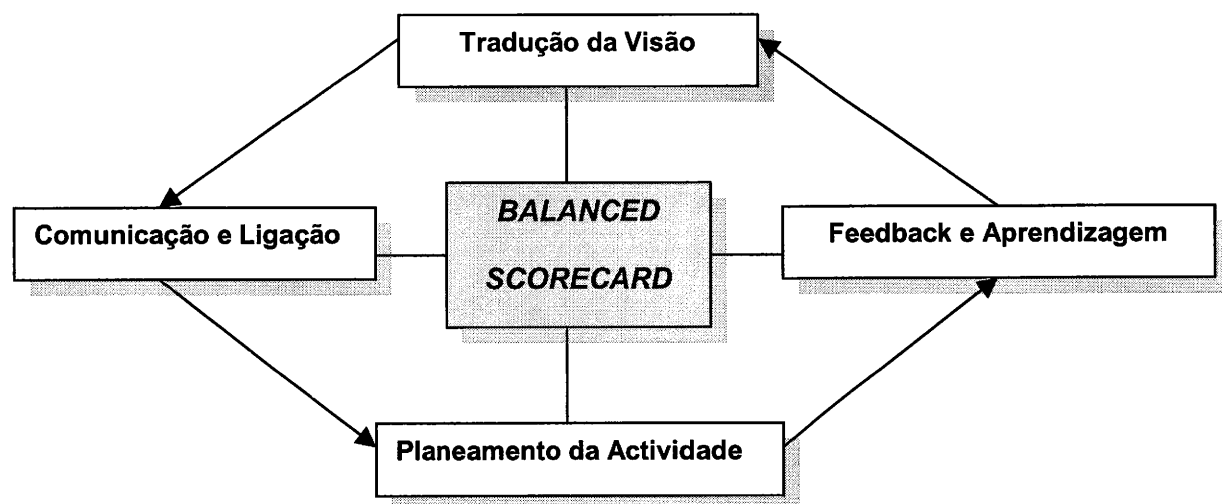 Tradução da Visão
BALANCED
SCORECARD
Comunicação e Ligação
Feedback e Aprendizagem
Planeamento da Actividade